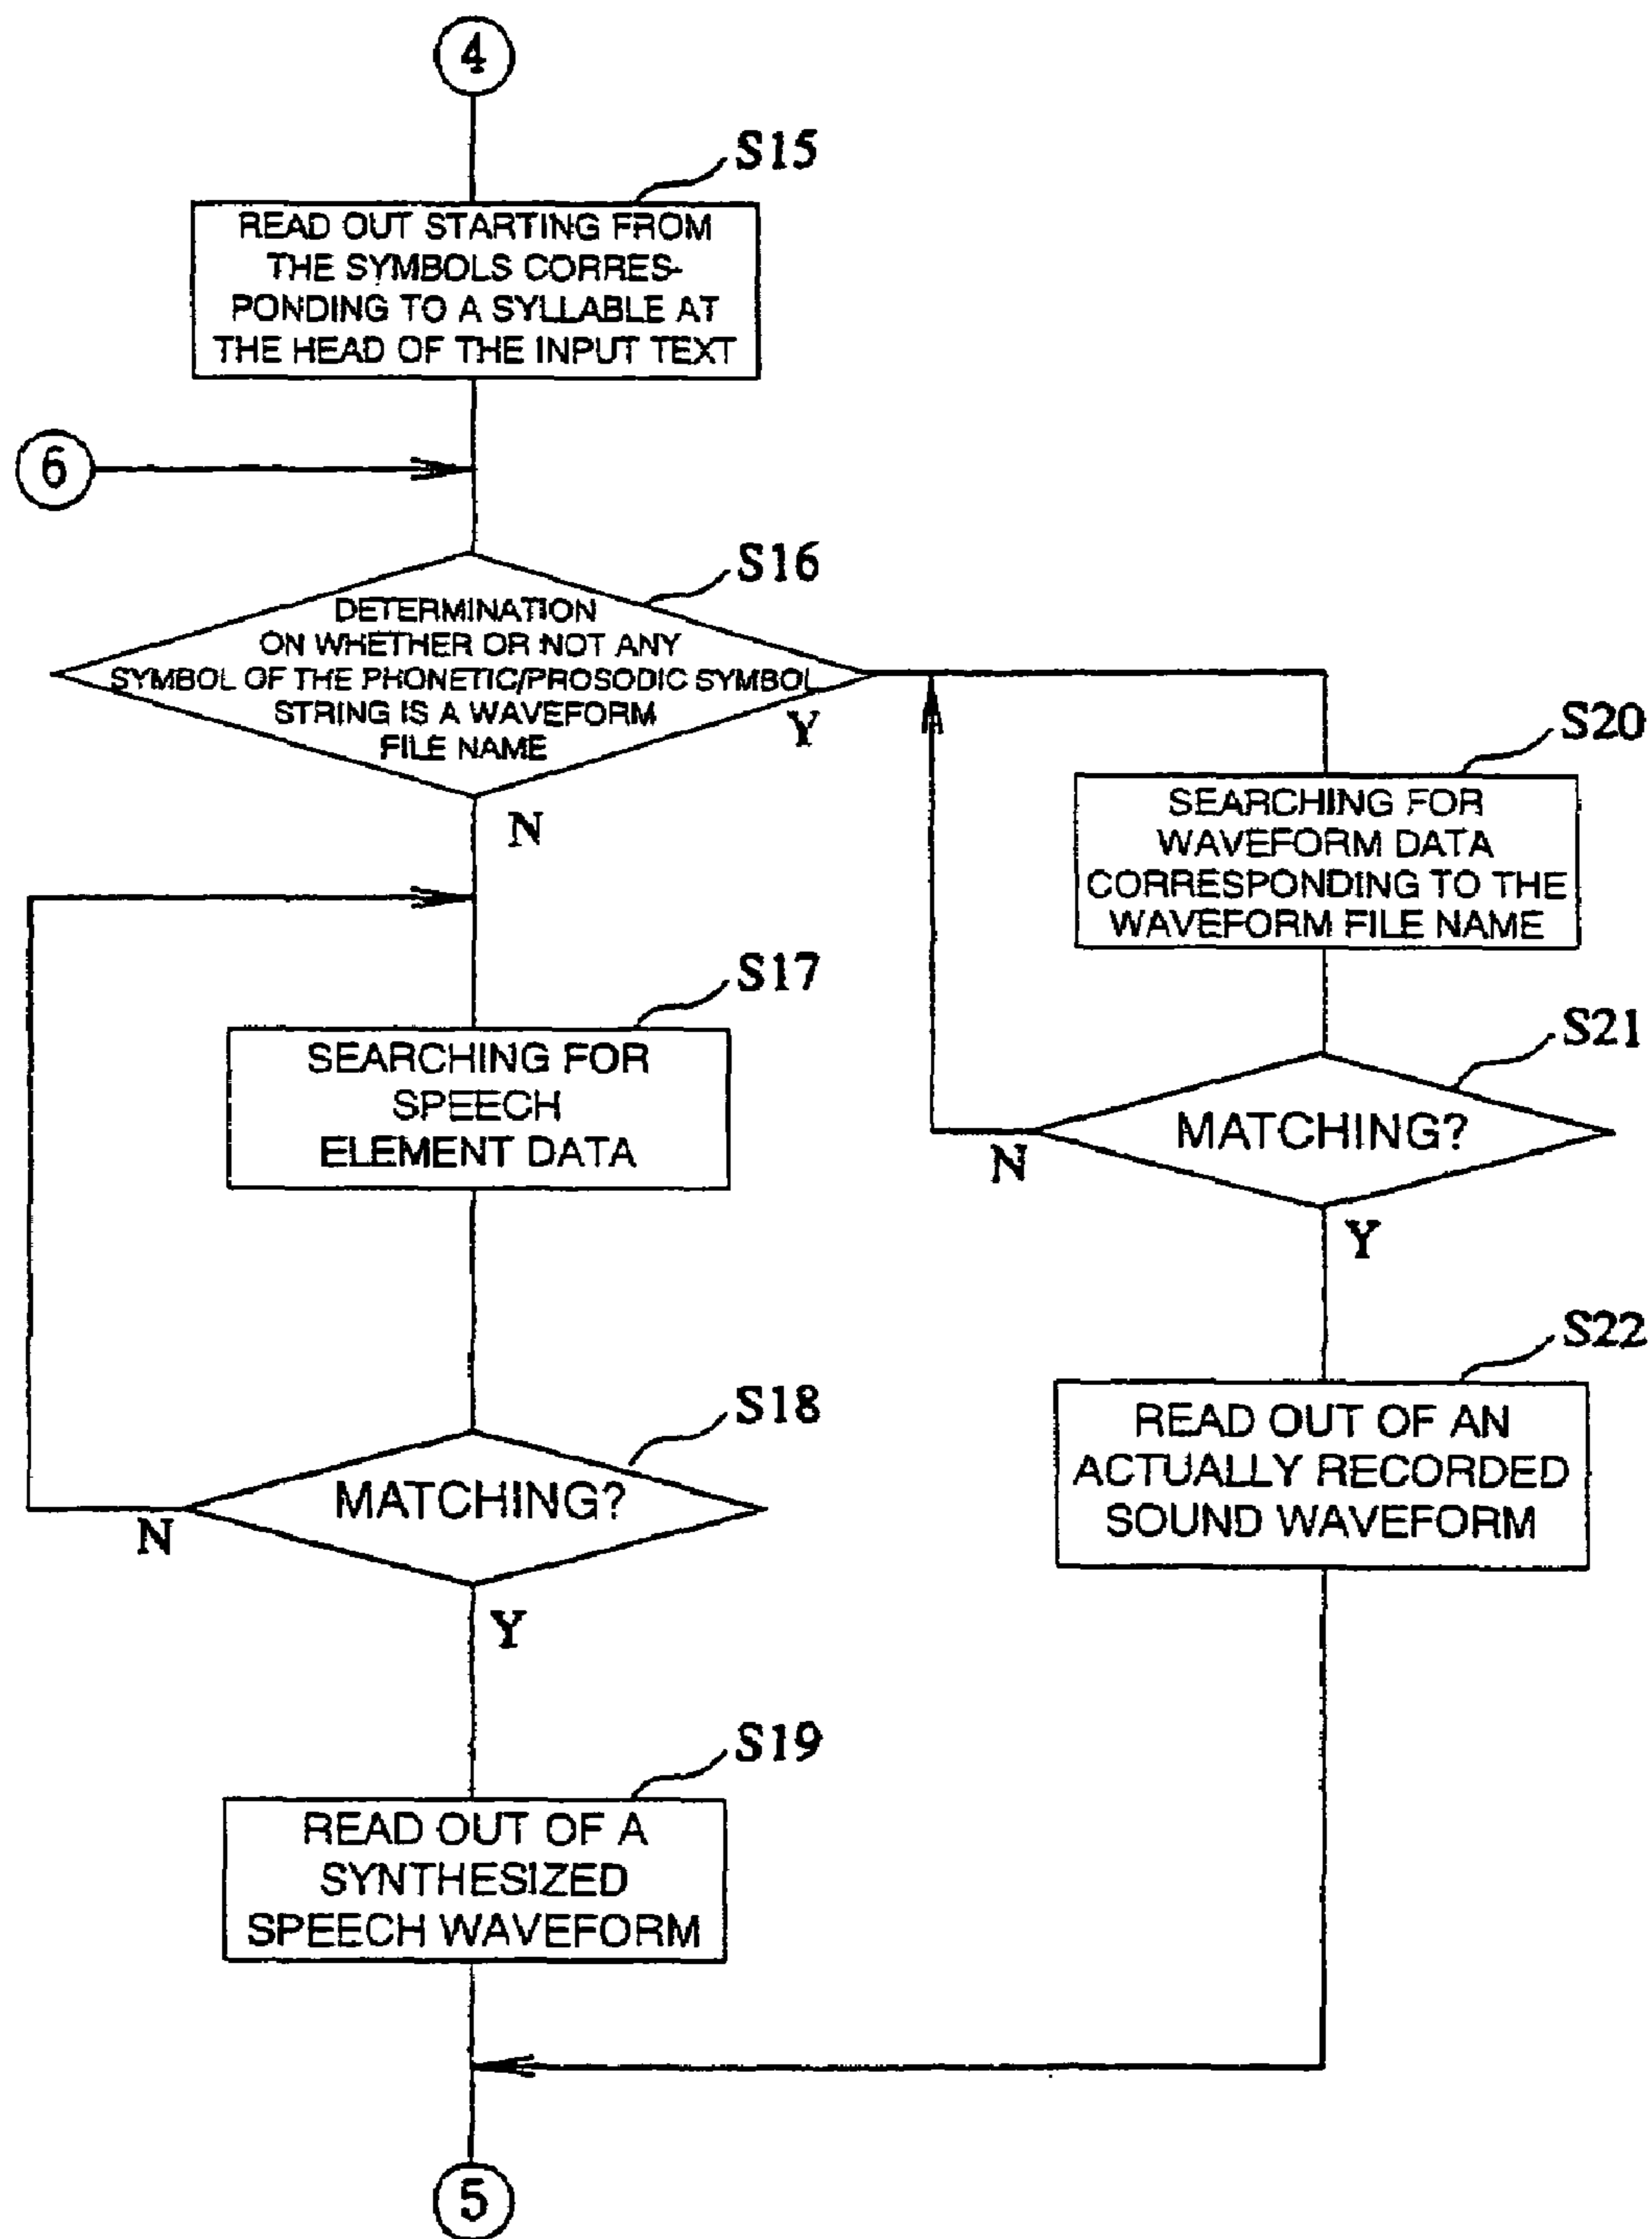 4
S15
READ OUT STARTING FROM
THE SYMBOLS CORRES-
PONDING TO A SYLLABLE AT
THE HEAD OF THE INPUT TEXT
6
S16
DETERMINATION
ON WHETHER OR NOT ANY
SYMBOL OF THE PHONETIC/PROSODIC SYMBOL
STRING IS A WAVEFORM
FILE NAME
Y
N
S20
SEARCHING FOR
WAVEFORM DATA
CORRESPONDING TO THE
WAVEFORM FILE NAME
S17
SEARCHING FOR
SPEECH
ELEMENT DATA
S21
MATCHING?
N
Y
S18
MATCHING?
N
Y
S22
READ OUT OF AN
ACTUALLY RECORDED
SOUND WAVEFORM
S19
READ OUT OF A
SYNTHESIZED
SPEECH WAVEFORM
5